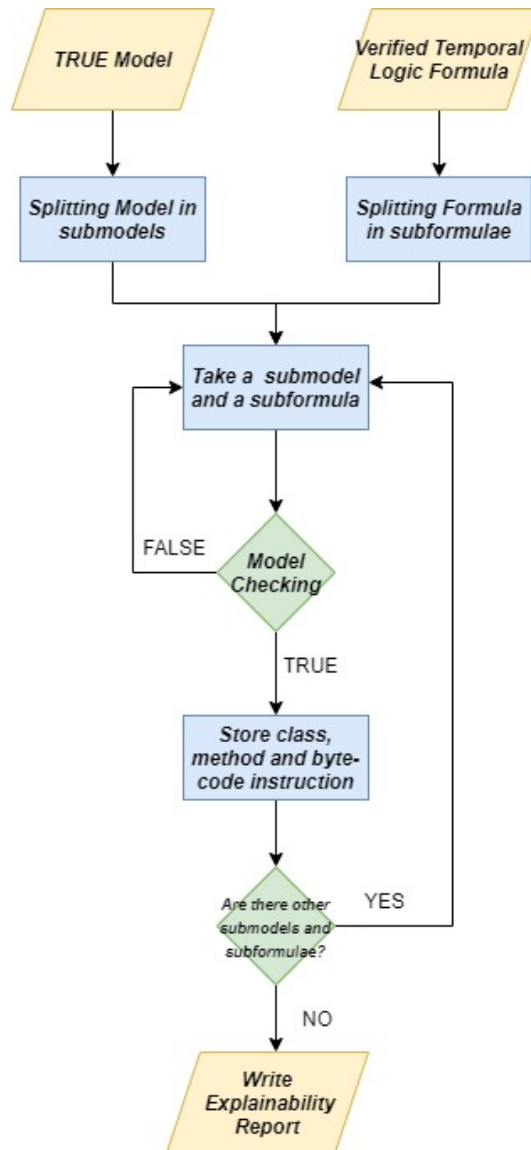 TRUE Model
Verified Temporal
Logic Formula
Splitting Model in
submodels
Splitting Formula
in subformulae
Take a submodel
and a subformula
FALSE
Model
Checking
TRUE
Store class,
method and byte-
code instruction
Are there other
submodels and
subformulae?
YES
NO
Write
Explainability
Report